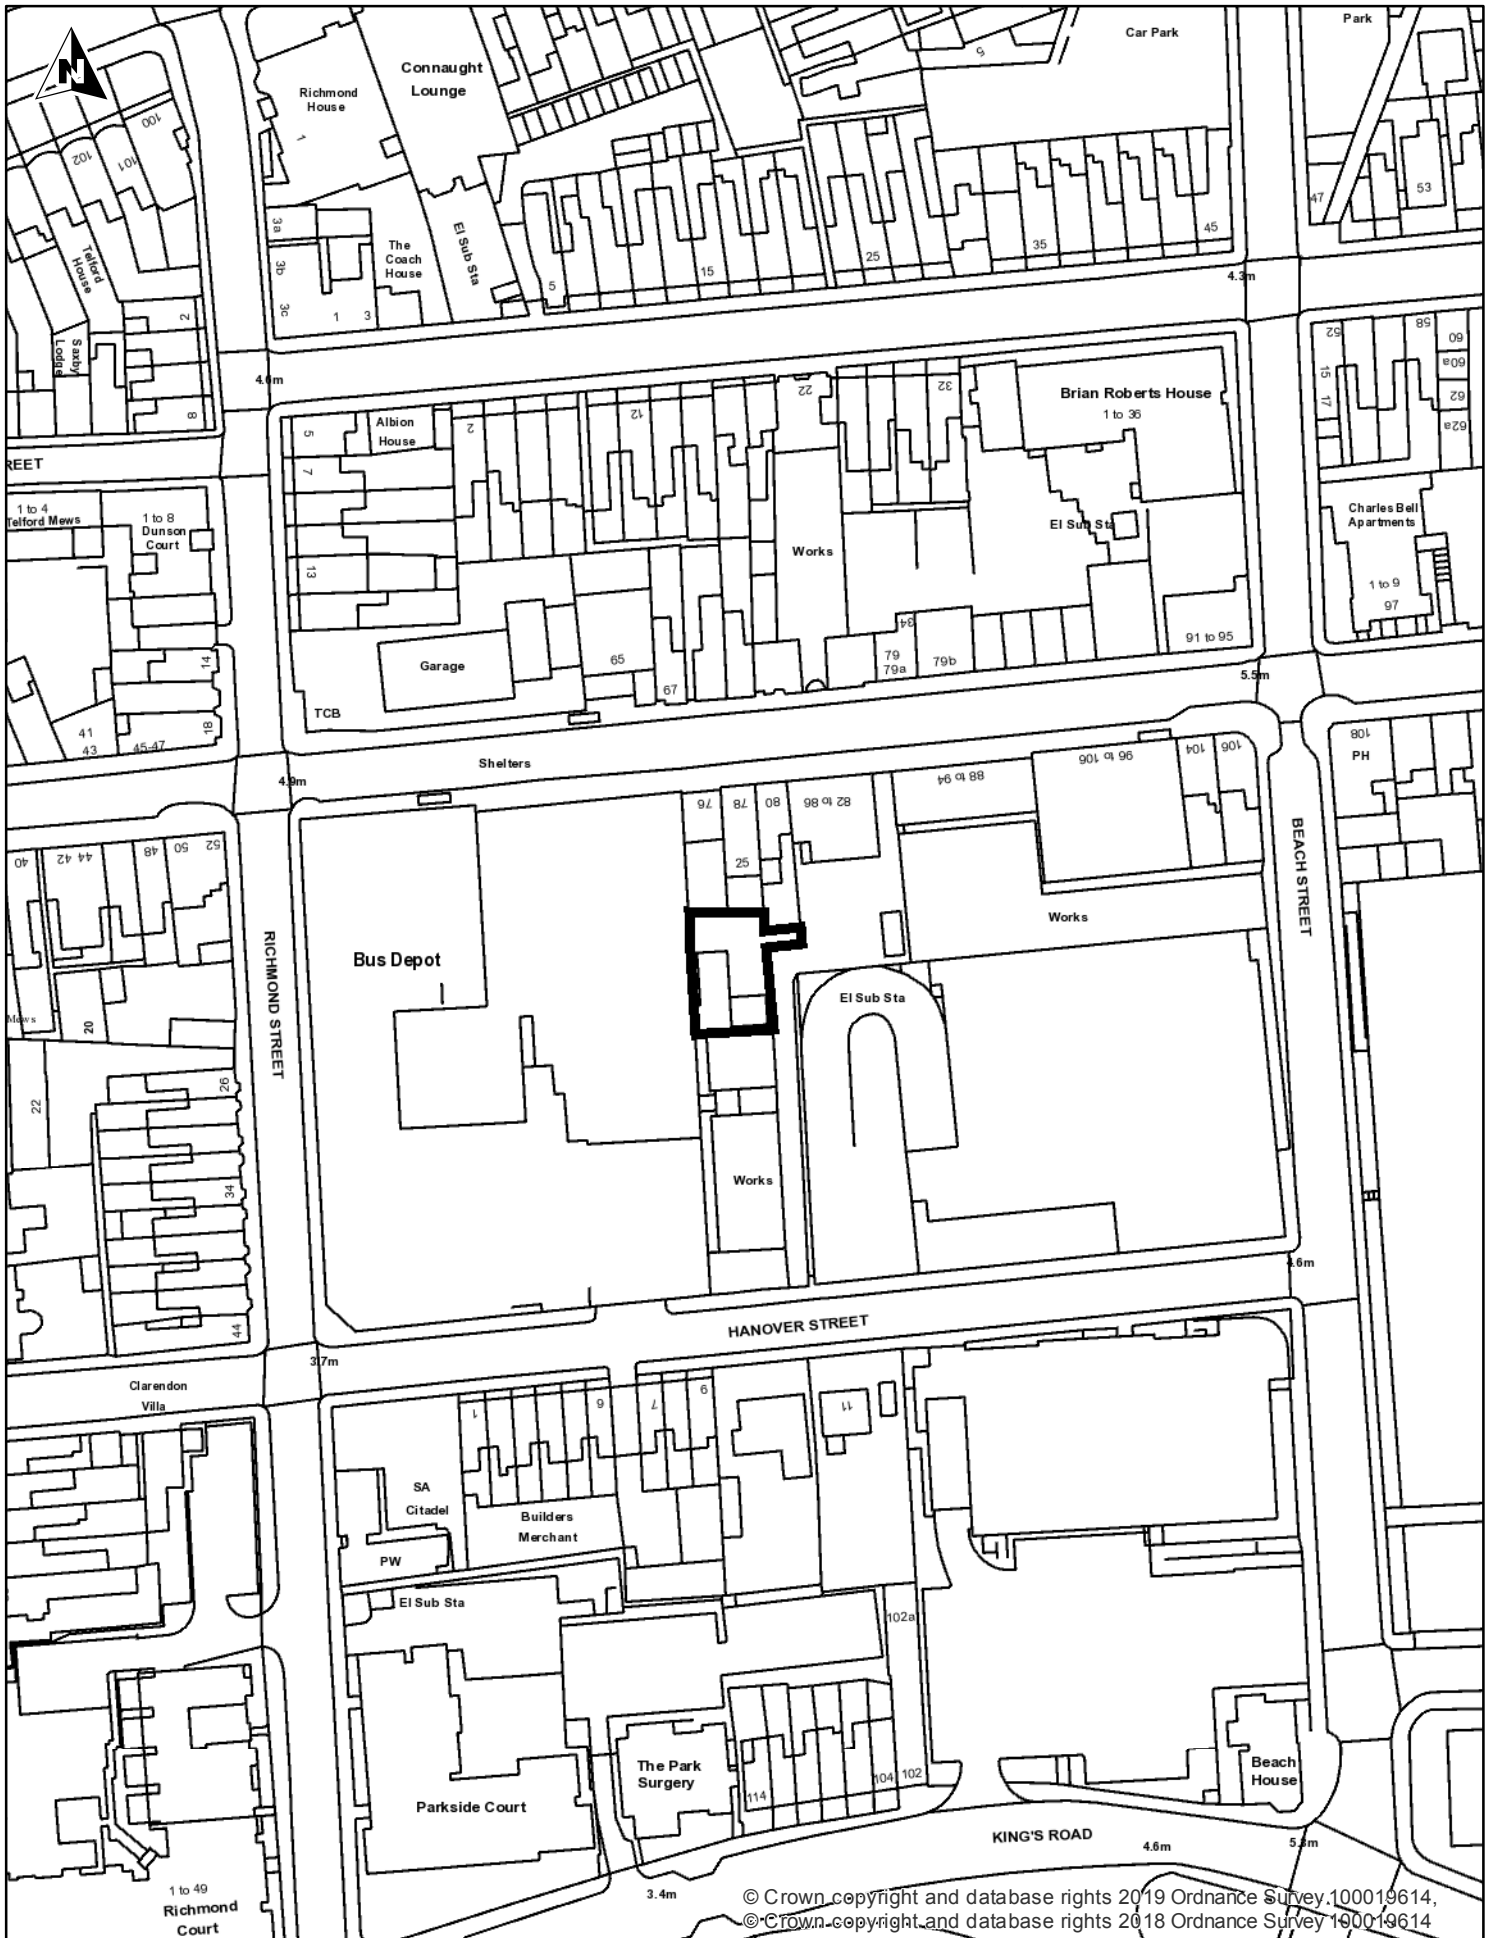 N
Park
Car Park
5
Connaught
Lounge
Richmond
House
1
100
101
102
53
47
45
35
25
15
5
3a
3b
3c
The
Coach
House
El Sub Sta
1
3
Telford
House
Saxby
Lodge
2
8
4.3m
4.6m
52
58
60
60a
62
62a
15
17
Brian Roberts House
1 to 36
32
22
12
2
Albion
House
5
7
13
REET
1 to 4
Telford Mews
1 to 8
Dunson
Court
Works
El Sub Sta
Charles Bell
Apartments
1 to 9
97
91 to 95
34
79
79a
79b
65
67
Garage
TCB
14
18
41
43
45-47
5.5m
Shelters
4.9m
108
PH
106
104
96 to 106
88 to 94
82 to 86
80
78
76
25
BEACH STREET
40
42
44
48
50
52
RICHMOND STREET
Bus Depot
Works
El Sub Sta
Mews
20
22
26
34
44
Works
4.6m
HANOVER STREET
3.7m
Clarendon
Villa
1
6
7
9
11
SA
Citadel
Builders
Merchant
PW
El Sub Sta
102a
The Park
Surgery
114
104
102
Beach
House
Parkside Court
KING'S ROAD
4.6m
5.3m
3.4m
1 to 49
Richmond
Court
© Crown copyright and database rights 2019 Ordnance Survey 100019614,
© Crown copyright and database rights 2018 Ordnance Survey 100019614